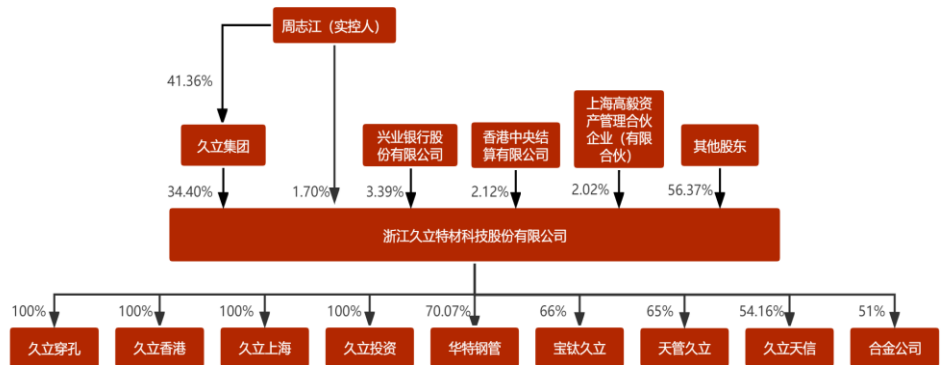 周志江（实控人）
41.36%
久立集团
兴业银行股
份有限公司
香港中央结
算有限公司
上海高毅资
产管理合伙
企业（有限
合伙）
其他股东
34.40%
1.70%
3.39%
2.12%
2.02%
56.37%
浙江久立特材科技股份有限公司
100%
100%
100%
100%
70.07%
66%
65%
54.16%
51%
久立穿孔
久立香港
久立上海
久立投资
华特钢管
宝钛久立
天管久立
久立天信
合金公司